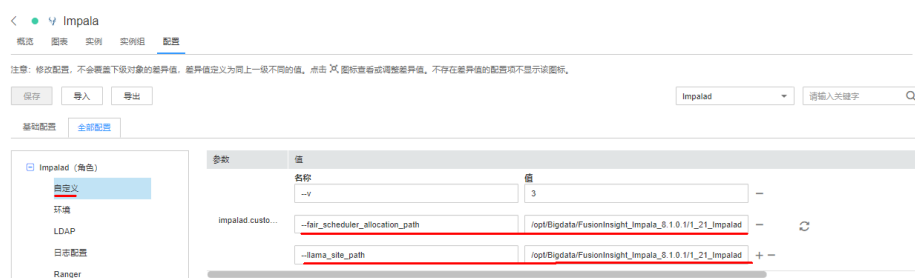 Impala
概览 图表 实例 实例组 配置
注意：修改配置，不会覆盖下级对象的差异值，差异值定义为同上一级不同的值。点击 图标查看或调整差异值。不存在差异值的配置项不显示该图标。
保存 导入 导出 Impalad 请输入关键字
基础配置 全部配置
参数 值
Impalad（角色）
名称 值
自定义
--v 3
环境
impalad.custo... --fair_scheduler_allocation_path /opt/Bigdata/FusionInsight_Impala_8.1.0.1/1_21_Impalad
LDAP
日志配置
--llama_site_path /opt/Bigdata/FusionInsight_Impala_8.1.0.1/1_21_Impalad
Ranger